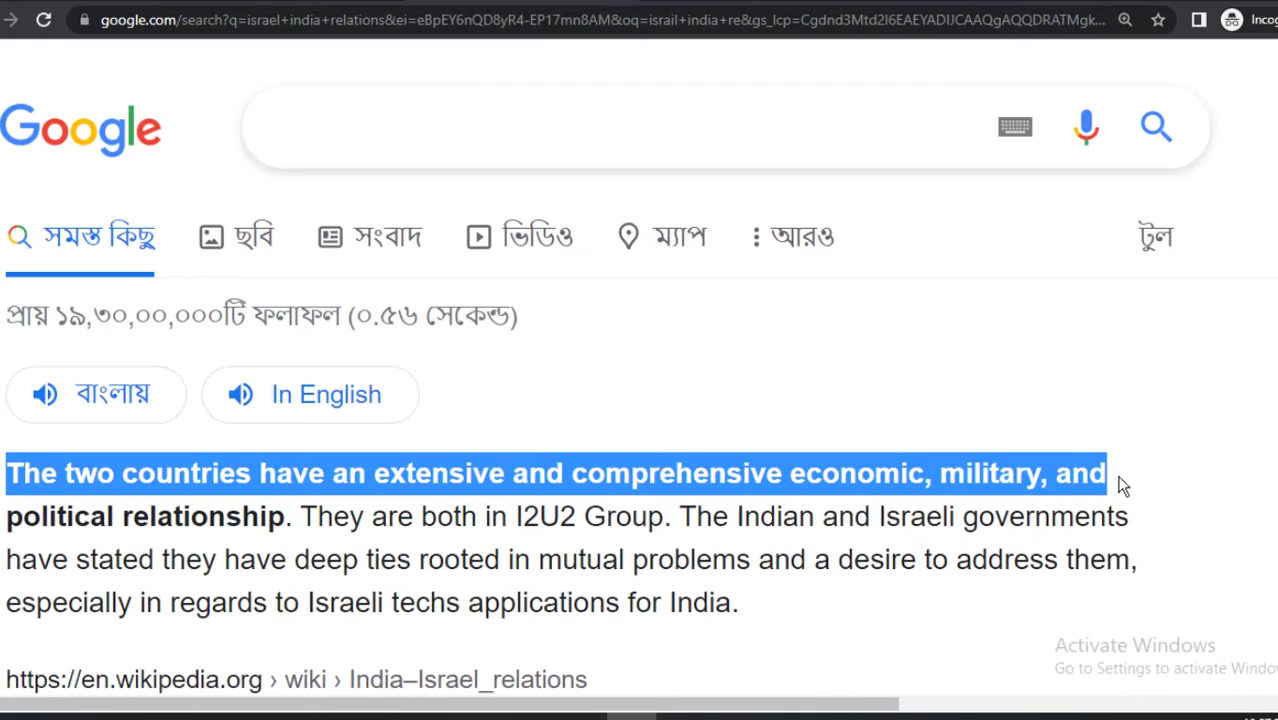 google.com/search?q=israel+india+relations&ei=eBpEY6nQD8yR4-EP17mn8AM&oq=israil+india+re&gs_lcp=Cgdnd3Mtd2l6EAEYADIJCAAQgAQQDRATMgk...
Google
সমস্ত কিছু ছবি সংবাদ ভিডিও ম্যাপ আরও টুল
প্রায় ১৯,৩০,০০,০০০টি ফলাফল (০.৫৬ সেকেন্ড)
বাংলায় In English
The two countries have an extensive and comprehensive economic, military, and
political relationship. They are both in I2U2 Group. The Indian and Israeli governments
have stated they have deep ties rooted in mutual problems and a desire to address them,
especially in regards to Israeli techs applications for India.
Activate Windows
Go to Settings to activate Windo
https://en.wikipedia.org › wiki › India–Israel_relations